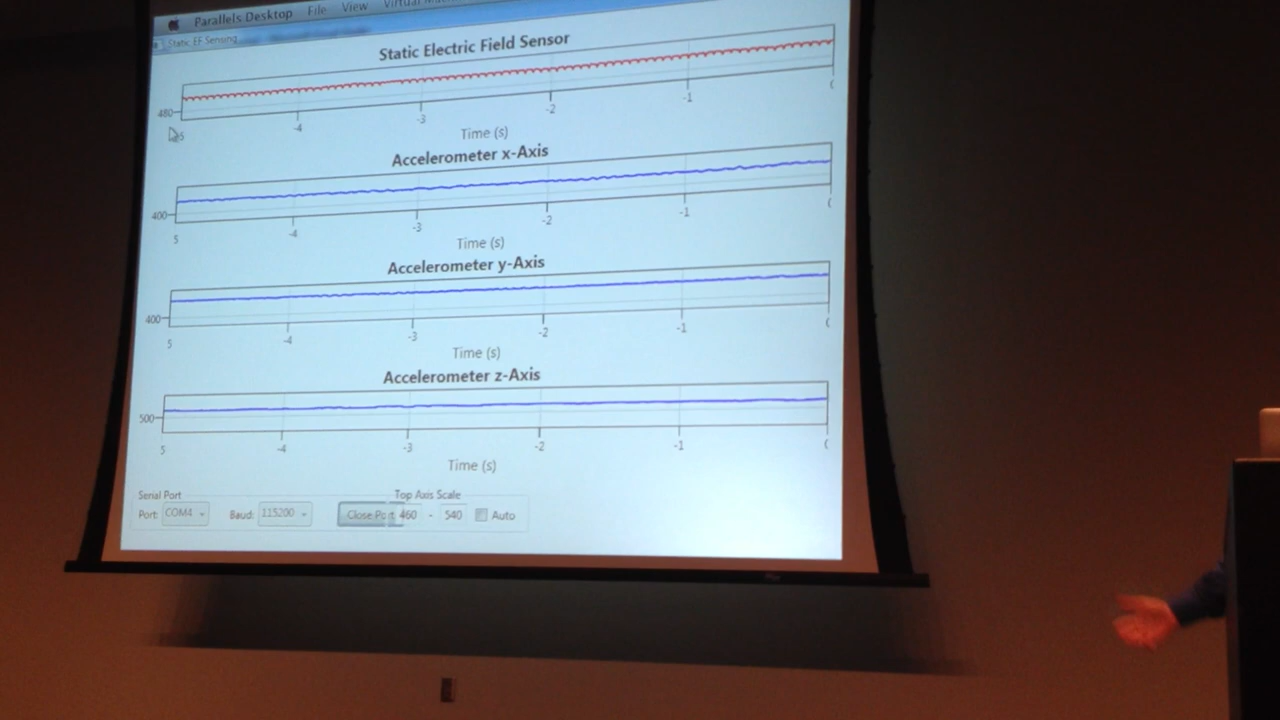 Parallels Desktop File View Virtual
Static EF Sensing
Static Electric Field Sensor
480
-4 -3 -2 -1
Time (s)
Accelerometer x-Axis
400
5 -4 -3 -2 -1
Time (s)
Accelerometer y-Axis
400
5 -4 -3 -2 -1
Time (s)
Accelerometer z-Axis
500
5 -4 -3 -2 -1
Time (s)
Serial Port Top Axis Scale
Port: COM4 Baud: 115200 Close Port 460 - 540 Auto